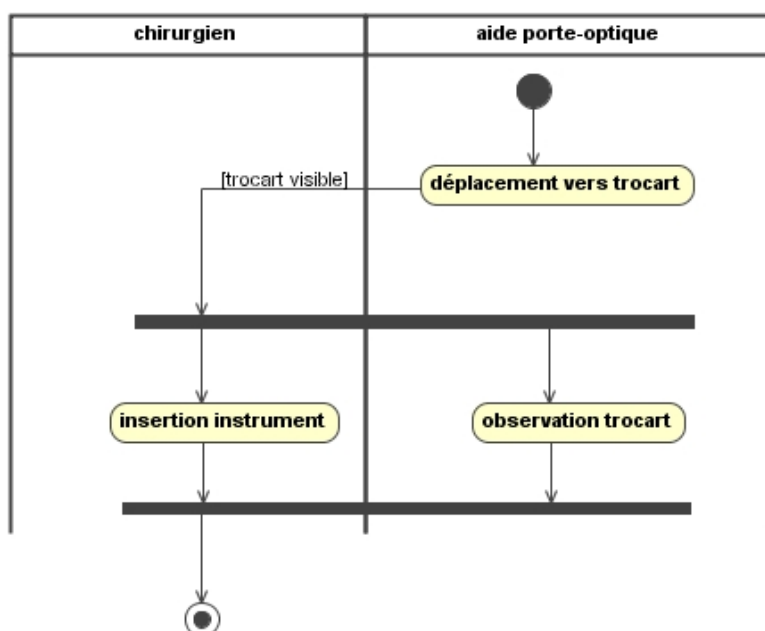 chirurgien
aide porte-optique
déplacement vers trocart
[trocart visible]
insertion instrument
observation trocart